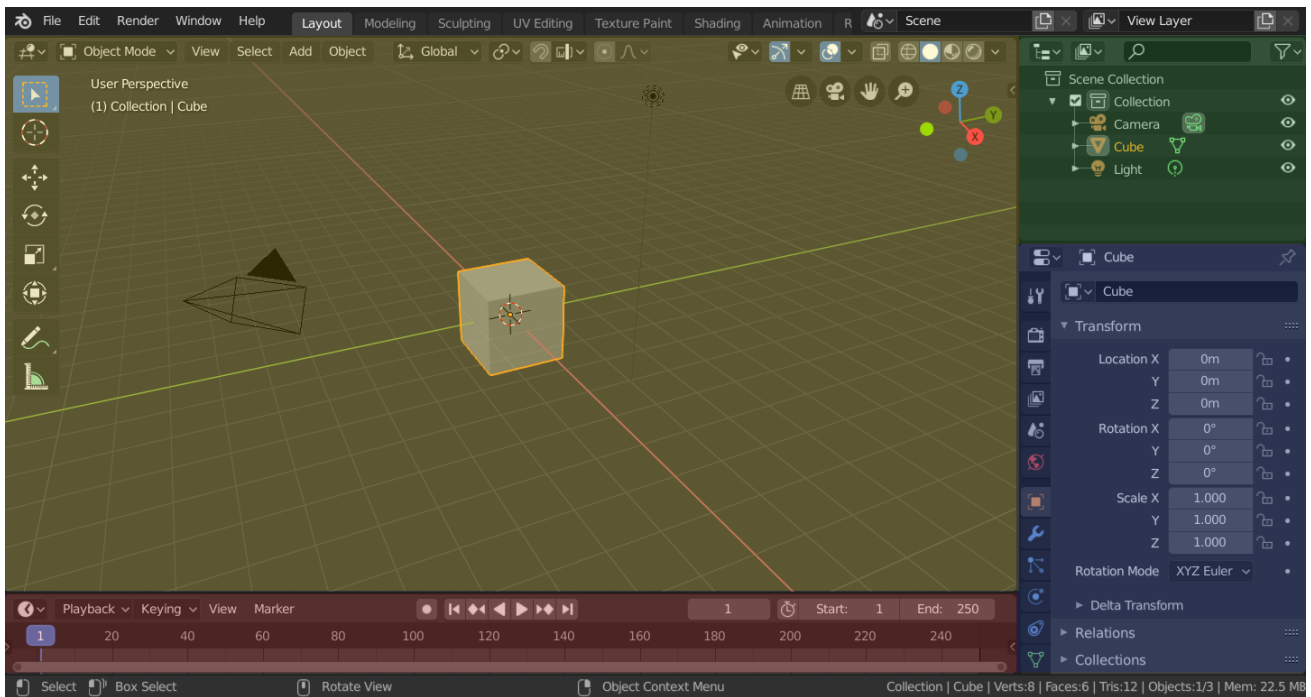 File Edit Render Window Help Layout Modeling Sculpting UV Editing Texture Paint Shading Animation R Scene View Layer
Object Mode View Select Add Object Global
User Perspective
(1) Collection | Cube
Z
Y
X
Scene Collection
Collection
Camera
Cube
Light
Cube
Cube
Transform
Location X 0m
Y 0m
Z 0m
Rotation X 0°
Y 0°
Z 0°
Scale X 1.000
Y 1.000
Z 1.000
Rotation Mode XYZ Euler
Delta Transform
Relations
Collections
Playback Keying View Marker 1 Start: 1 End: 250
1 20 40 60 80 100 120 140 160 180 200 220 240
Select Box Select Rotate View Object Context Menu Collection | Cube | Verts:8 | Faces:6 | Tris:12 | Objects:1/3 | Mem: 22.5 MB